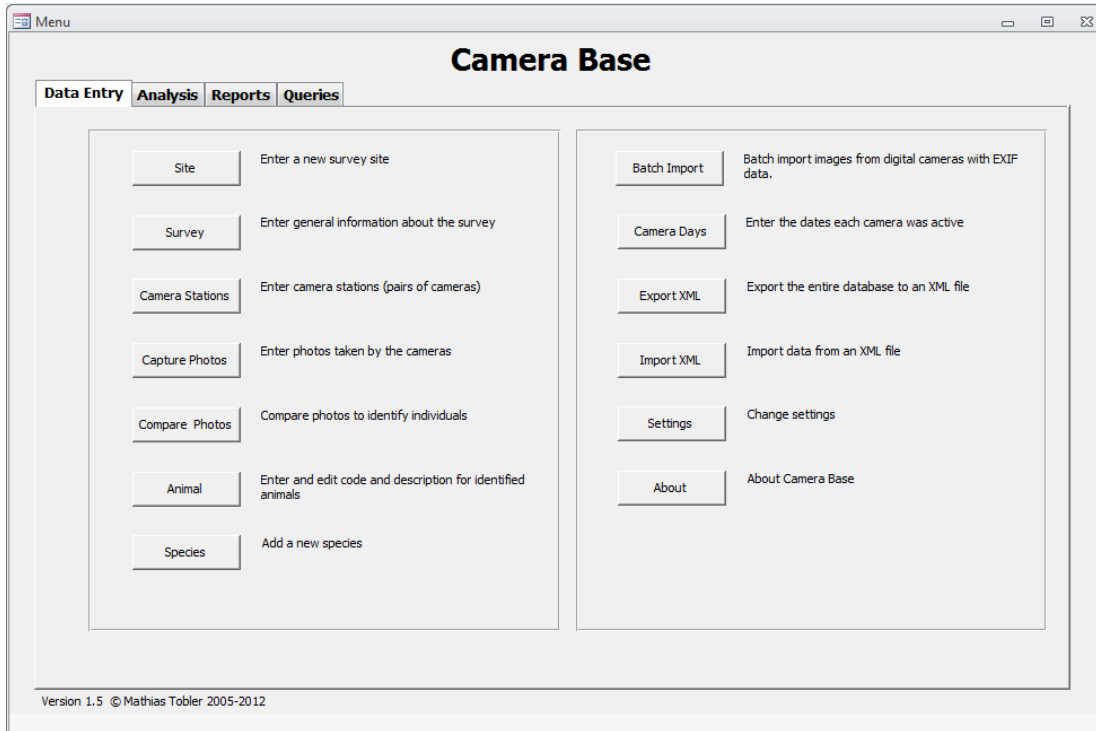 Menu
Camera Base
Data Entry Analysis Reports Queries
Site Enter a new survey site
Survey Enter general information about the survey
Camera Stations Enter camera stations (pairs of cameras)
Capture Photos Enter photos taken by the cameras
Compare Photos Compare photos to identify individuals
Animal Enter and edit code and description for identified
animals
Species Add a new species
Batch Import Batch import images from digital cameras with EXIF
data.
Camera Days Enter the dates each camera was active
Export XML Export the entire database to an XML file
Import XML Import data from an XML file
Settings Change settings
About About Camera Base
Version 1.5 © Mathias Tobler 2005-2012